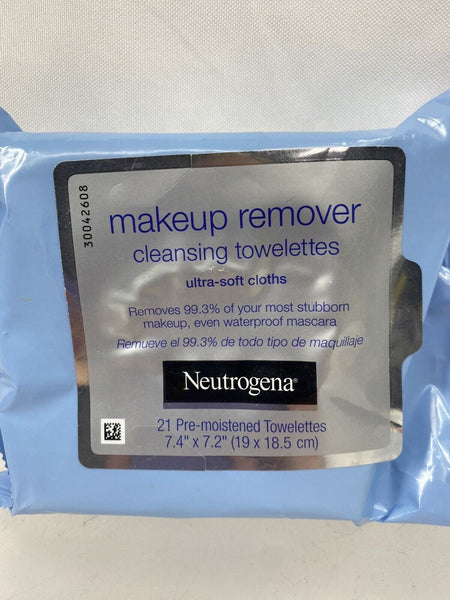 30042608
makeup remover
cleansing towelettes
ultra-soft cloths
Removes 99.3% of your most stubborn
makeup, even waterproof mascara
Remueve el 99.3% de todo tipo de maquillaje
Neutrogena®
21 Pre-moistened Towelettes
7.4" x 7.2" (19 x 18.5 cm)